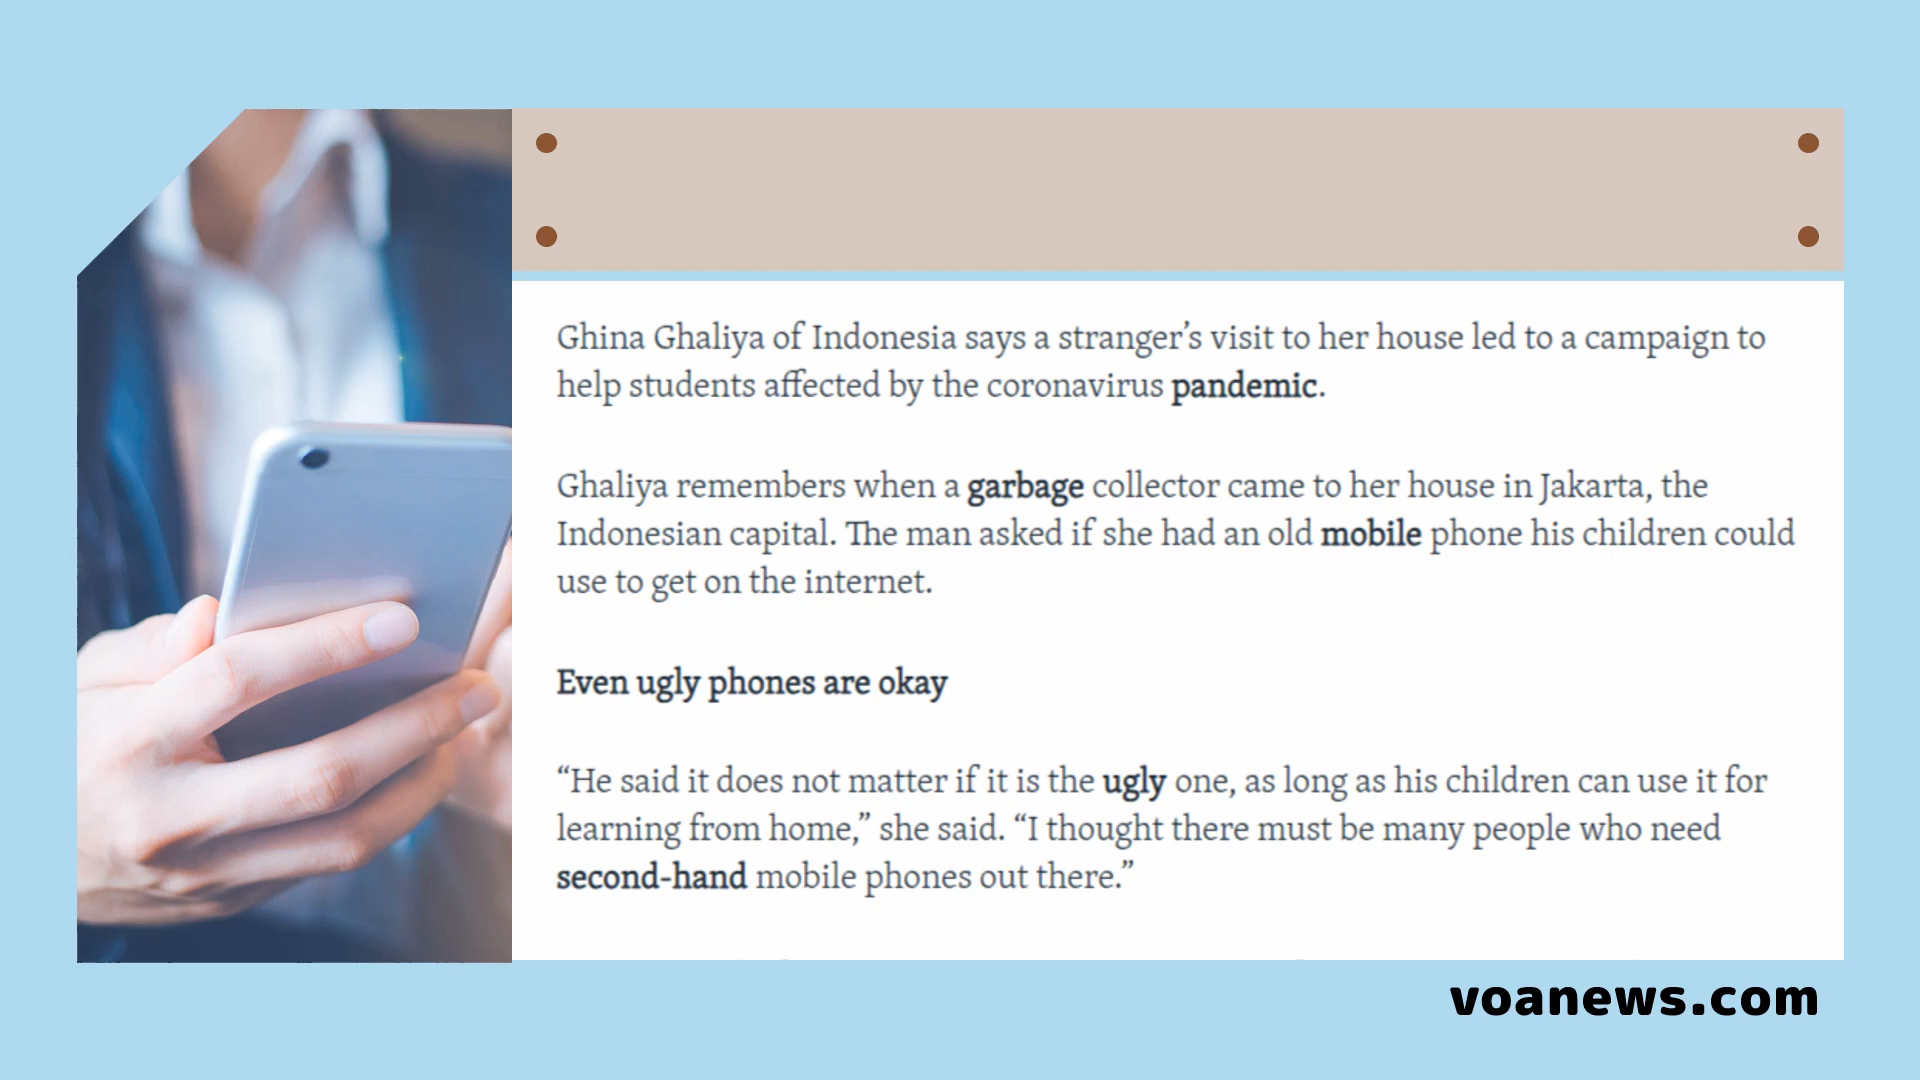 Ghina Ghaliya of Indonesia says a stranger’s visit to her house led to a campaign to
help students affected by the coronavirus pandemic.
Ghaliya remembers when a garbage collector came to her house in Jakarta, the
Indonesian capital. The man asked if she had an old mobile phone his children could
use to get on the internet.
Even ugly phones are okay
“He said it does not matter if it is the ugly one, as long as his children can use it for
learning from home,” she said. “I thought there must be many people who need
second-hand mobile phones out there.”
voanews.com